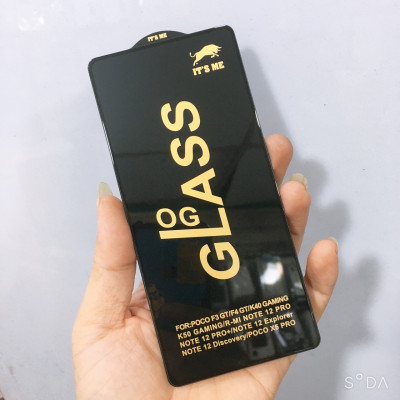 IT'S ME
IT'S ME
OG
GLASS
FOR:POCO F3 GT/F4 GT/K40 GAMING
K50 GAMING/R-MI NOTE 12 PRO
NOTE 12 PRO+/NOTE 12 Explorer
NOTE 12 Discovery/POCO X5 PRO
SODA